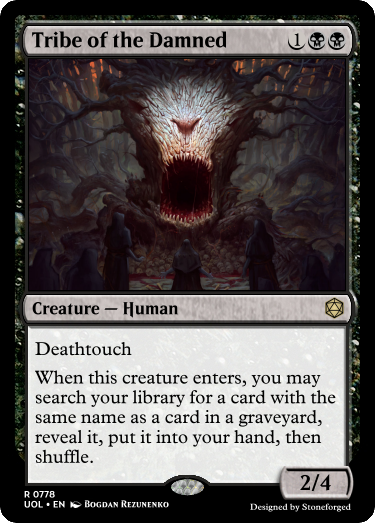 Tribe of the Damned 1
Creature — Human
Deathtouch
When this creature enters, you may
search your library for a card with the
same name as a card in a graveyard,
reveal it, put it into your hand, then
shuffle.
2/4
R 0778
UOL • EN Bogdan Rezunenko
Designed by Stoneforged